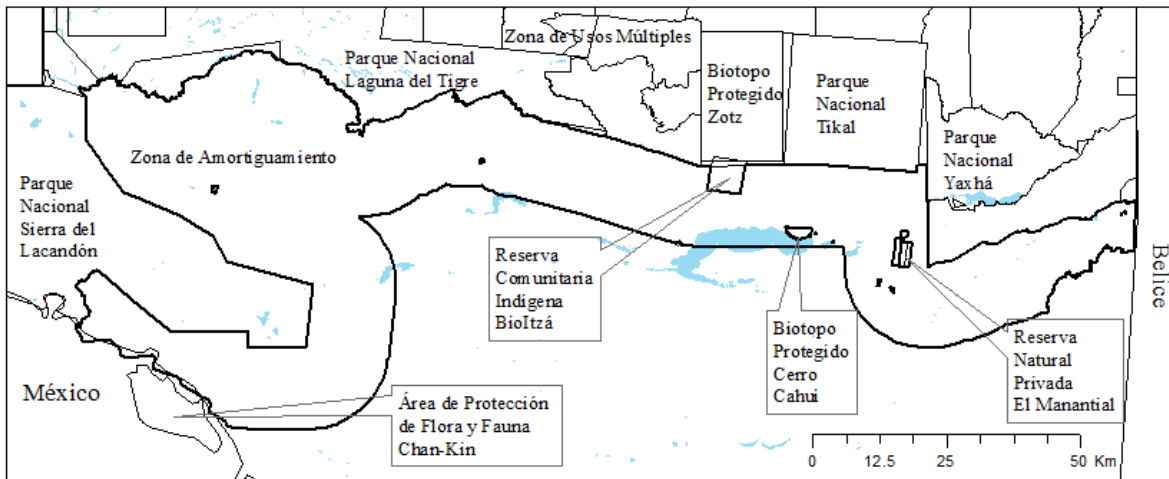 Zona de Usos Múltiples
Parque Nacional
Laguna del Tigre
Biotopo
Protegido
Zotz
Parque
Nacional
Tikal
Zona de Amortiguamiento
Parque
Nacional
Yaxhá
Parque
Nacional
Sierra del
Lacandón
Reserva
Comunitaria
Indígena
BioItzá
Belice
Biotopo
Protegido
Cerro
Cahuí
Reserva
Natural
Privada
El Manantial
México
Área de Protección
de Flora y Fauna
Chan-Kin
0 12.5 25 50 Km